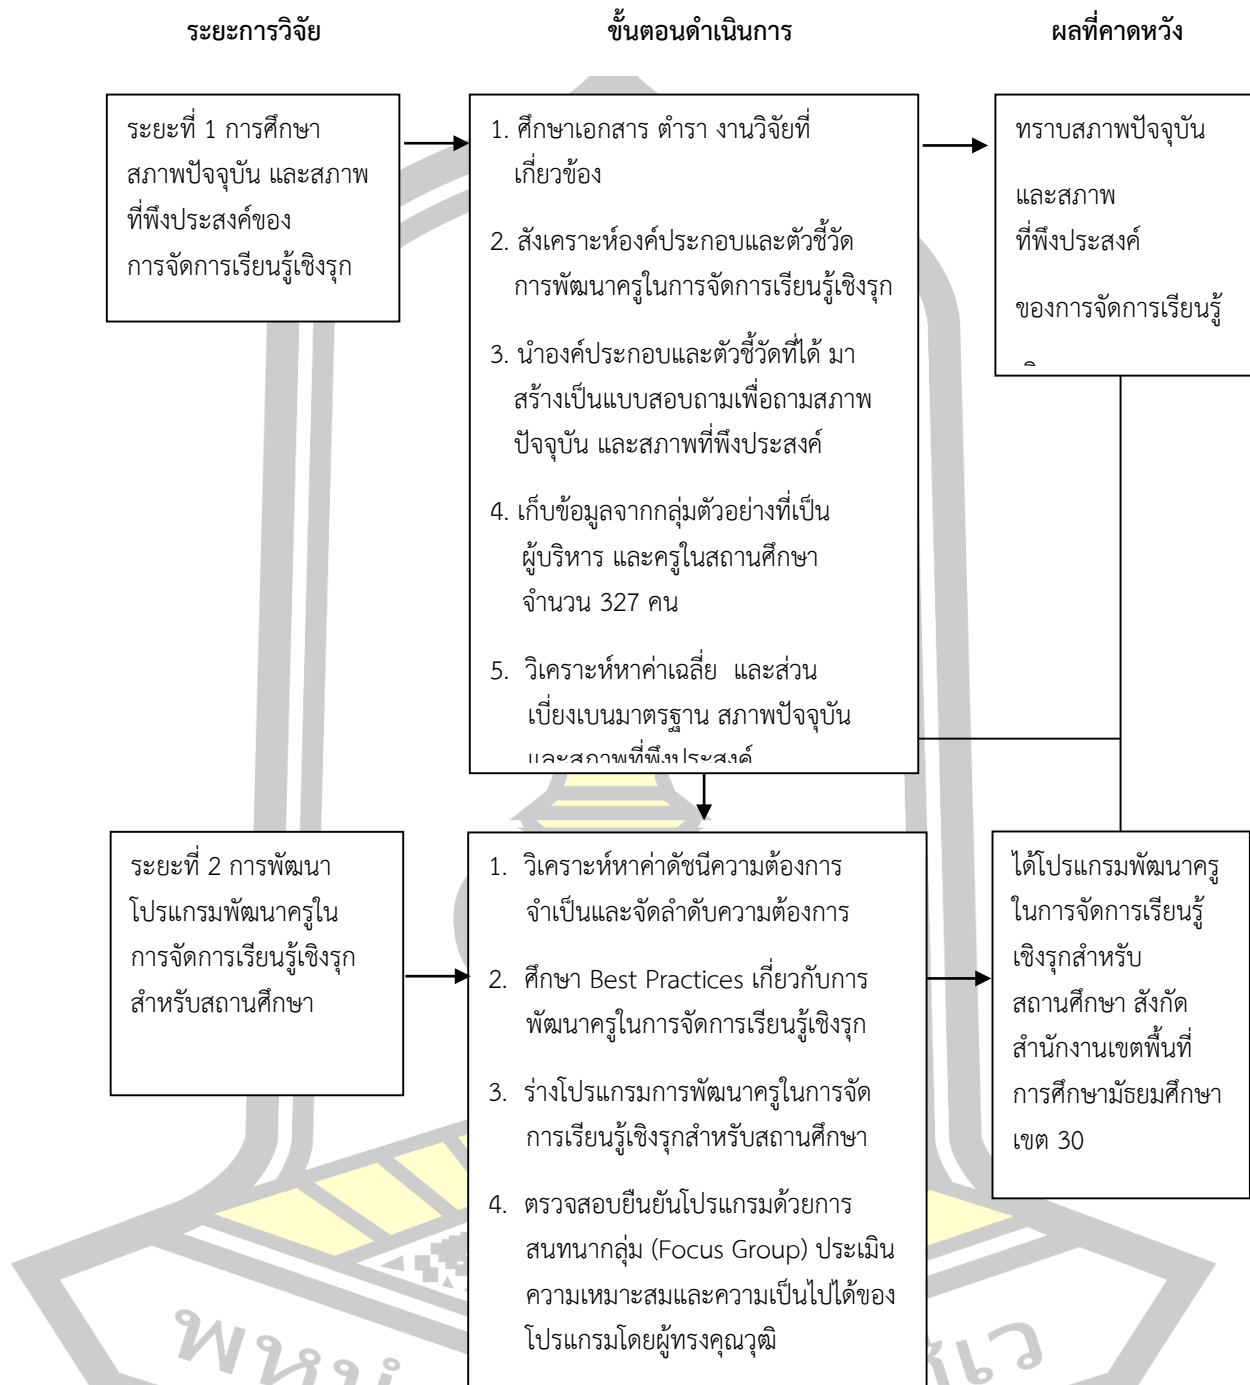 ระยะการวิจัย
ขั้นตอนดำเนินการ
ผลที่คาดหวัง
ระยะที่ 1 การศึกษา
สภาพปัจจุบัน และสภาพ
ที่พึงประสงค์ของ
การจัดการเรียนรู้เชิงรุก
1. ศึกษาเอกสาร ตำรา งานวิจัยที่
เกี่ยวข้อง
2. สังเคราะห์องค์ประกอบและตัวชี้วัด
การพัฒนาครูในการจัดการเรียนรู้เชิงรุก
3. นำองค์ประกอบและตัวชี้วัดที่ได้ มา
สร้างเป็นแบบสอบถามเพื่อถามสภาพ
ปัจจุบัน และสภาพที่พึงประสงค์
4. เก็บข้อมูลจากกลุ่มตัวอย่างที่เป็น
ผู้บริหาร และครูในสถานศึกษา
จำนวน 327 คน
5. วิเคราะห์หาค่าเฉลี่ย และส่วน
เบี่ยงเบนมาตรฐาน สภาพปัจจุบัน
และสภาพที่พึงประสงค์
ทราบสภาพปัจจุบัน
และสภาพ
ที่พึงประสงค์
ของการจัดการเรียนรู้
ระยะที่ 2 การพัฒนา
โปรแกรมพัฒนาครูใน
การจัดการเรียนรู้เชิงรุก
สำหรับสถานศึกษา
1. วิเคราะห์หาค่าดัชนีความต้องการ
จำเป็นและจัดลำดับความต้องการ
2. ศึกษา Best Practices เกี่ยวกับการ
พัฒนาครูในการจัดการเรียนรู้เชิงรุก
3. ร่างโปรแกรมการพัฒนาครูในการจัด
การเรียนรู้เชิงรุกสำหรับสถานศึกษา
4. ตรวจสอบยืนยันโปรแกรมด้วยการ
สนทนากลุ่ม (Focus Group) ประเมิน
ความเหมาะสมและความเป็นไปได้ของ
โปรแกรมโดยผู้ทรงคุณวุฒิ
ได้โปรแกรมพัฒนาครู
ในการจัดการเรียนรู้
เชิงรุกสำหรับ
สถานศึกษา สังกัด
สำนักงานเขตพื้นที่
การศึกษามัธยมศึกษา
เขต 30